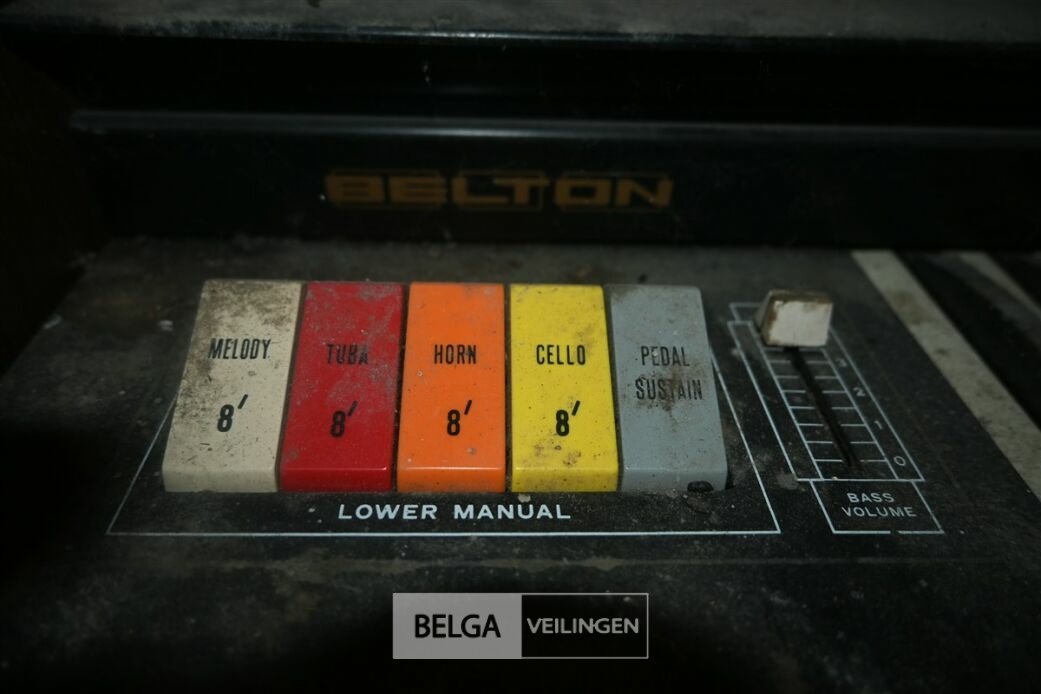 BELTON
MELODY
8′
TUBA
8′
HORN
8′
CELLO
8′
PEDAL
SUSTAIN
3
2
1
0
LOWER MANUAL
BASS
VOLUME
BELGA VEILINGEN